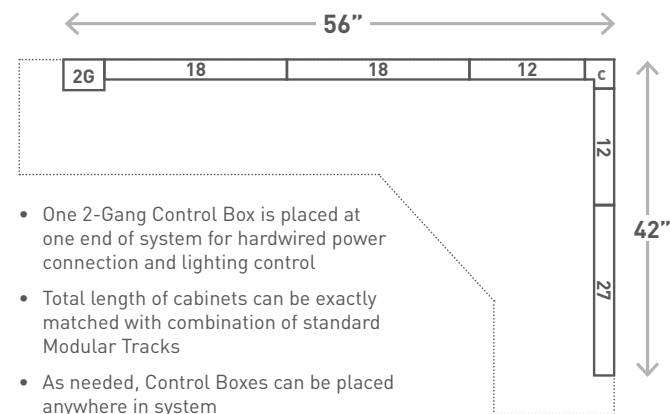 56”
2G 18 18 12 c
12
42”
27
• One 2-Gang Control Box is placed at
one end of system for hardwired power
connection and lighting control
• Total length of cabinets can be exactly
matched with combination of standard
Modular Tracks
• As needed, Control Boxes can be placed
anywhere in system